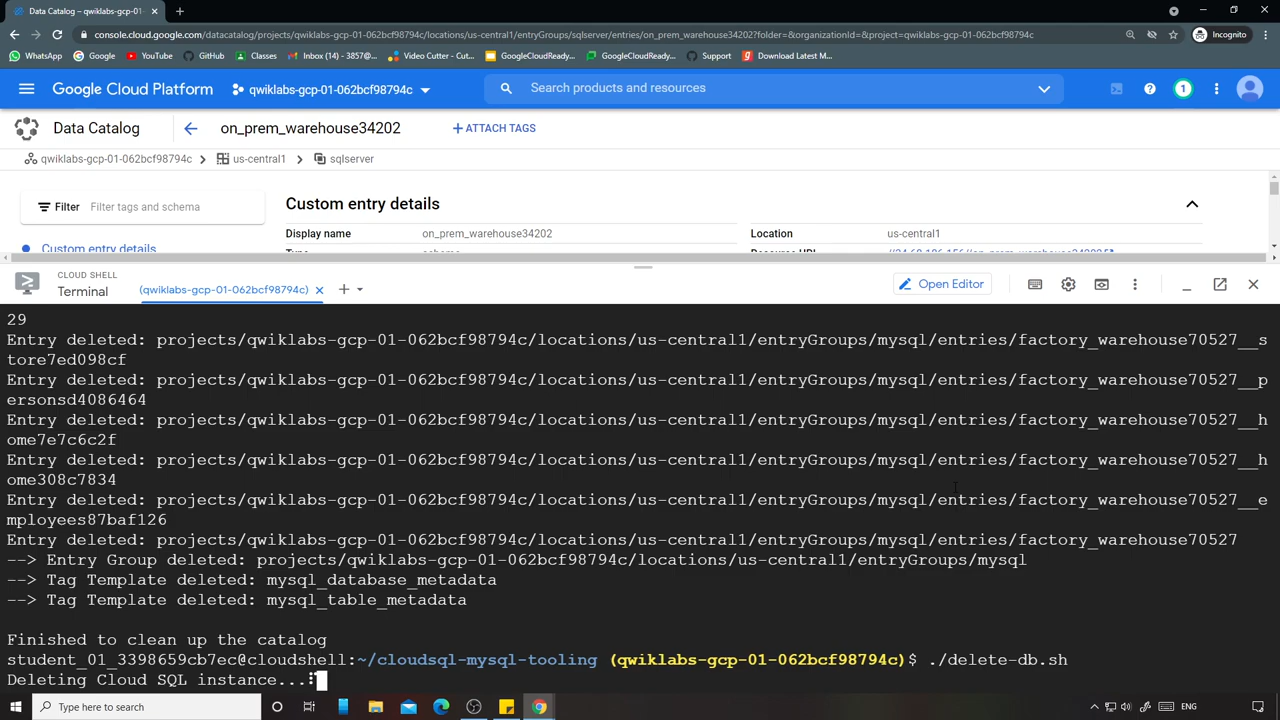 Data Catalog – qwiklabs-gcp-01-
console.cloud.google.com/datacatalog/projects/qwiklabs-gcp-01-062bcf98794c/locations/us-central1/entryGroups/sqlserver/entries/on_prem_warehouse34202?folder=&organizationId=&project=qwiklabs-gcp-01-062bcf98794c
Incognito
WhatsApp Google YouTube GitHub Classes Inbox (14) - 3857@... Video Cutter - Cut... GoogleCloudReady... GoogleCloudReady... Support Download Latest M...
Google Cloud Platform qwiklabs-gcp-01-062bcf98794c Search products and resources 1
Data Catalog on_prem_warehouse34202 ATTACH TAGS
qwiklabs-gcp-01-062bcf98794c us-central1 sqlserver
Filter Filter tags and schema Custom entry details
Display name on_prem_warehouse34202 Location us-central1
Custom entry details
CLOUD SHELL
Terminal (qwiklabs-gcp-01-062bcf98794c) Open Editor
29
Entry deleted: projects/qwiklabs-gcp-01-062bcf98794c/locations/us-central1/entryGroups/mysql/entries/factory_warehouse70527__s
tore7ed098cf
Entry deleted: projects/qwiklabs-gcp-01-062bcf98794c/locations/us-central1/entryGroups/mysql/entries/factory_warehouse70527__p
ersonsd4086464
Entry deleted: projects/qwiklabs-gcp-01-062bcf98794c/locations/us-central1/entryGroups/mysql/entries/factory_warehouse70527__h
ome7e7c6c2f
Entry deleted: projects/qwiklabs-gcp-01-062bcf98794c/locations/us-central1/entryGroups/mysql/entries/factory_warehouse70527__h
ome308c7834
Entry deleted: projects/qwiklabs-gcp-01-062bcf98794c/locations/us-central1/entryGroups/mysql/entries/factory_warehouse70527__e
mployees87baf126
Entry deleted: projects/qwiklabs-gcp-01-062bcf98794c/locations/us-central1/entryGroups/mysql/entries/factory_warehouse70527
--> Entry Group deleted: projects/qwiklabs-gcp-01-062bcf98794c/locations/us-central1/entryGroups/mysql
--> Tag Template deleted: mysql_database_metadata
--> Tag Template deleted: mysql_table_metadata
Finished to clean up the catalog
student_01_3398659cb7ec@cloudshell:~/cloudsql-mysql-tooling (qwiklabs-gcp-01-062bcf98794c)$ ./delete-db.sh
Deleting Cloud SQL instance...
Type here to search ENG